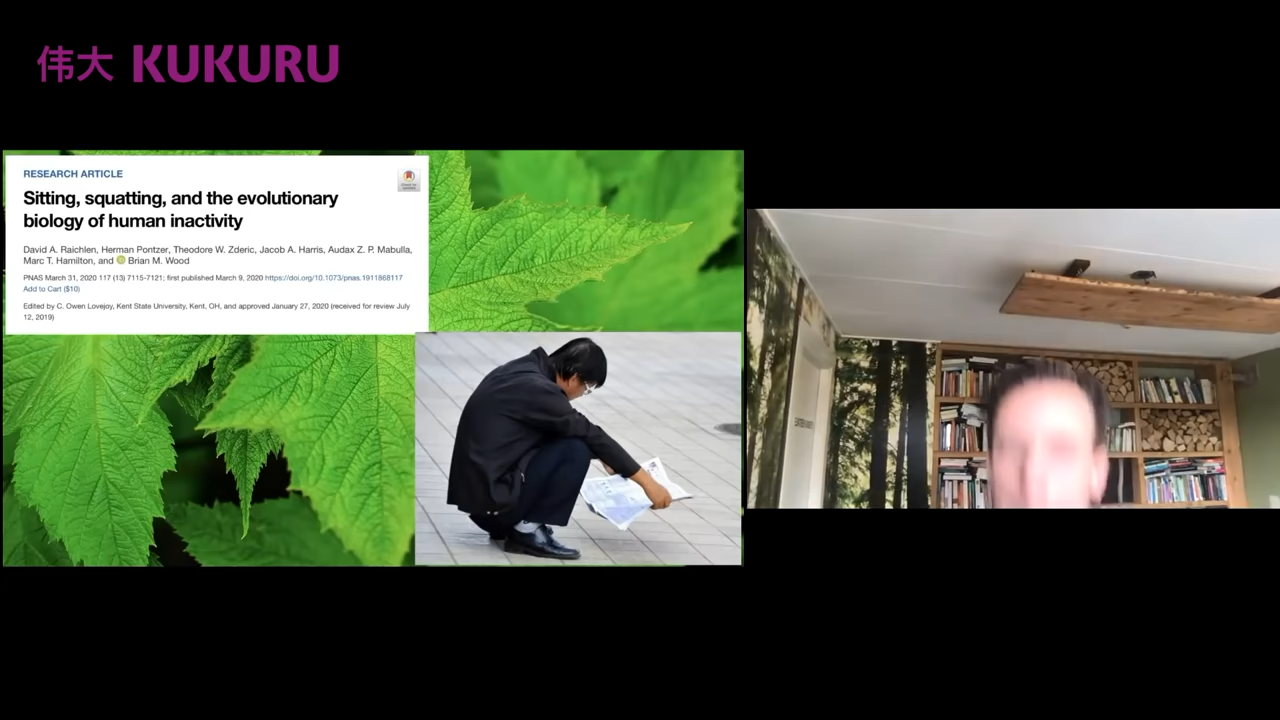 伟大 KUKURU
RESEARCH ARTICLE
Sitting, squatting, and the evolutionary
biology of human inactivity
David A. Raichlen, Herman Pontzer, Theodore W. Zderic, Jacob A. Harris, Audax Z. P. Mabulla,
Marc T. Hamilton, and Brian M. Wood
PNAS March 31, 2020 117 (13) 7115-7121; first published March 9, 2020 https://doi.org/10.1073/pnas.1911868117
Add to Cart ($10)
Edited by C. Owen Lovejoy, Kent State University, Kent, OH, and approved January 27, 2020 (received for review July
12, 2019)
Check for
updates